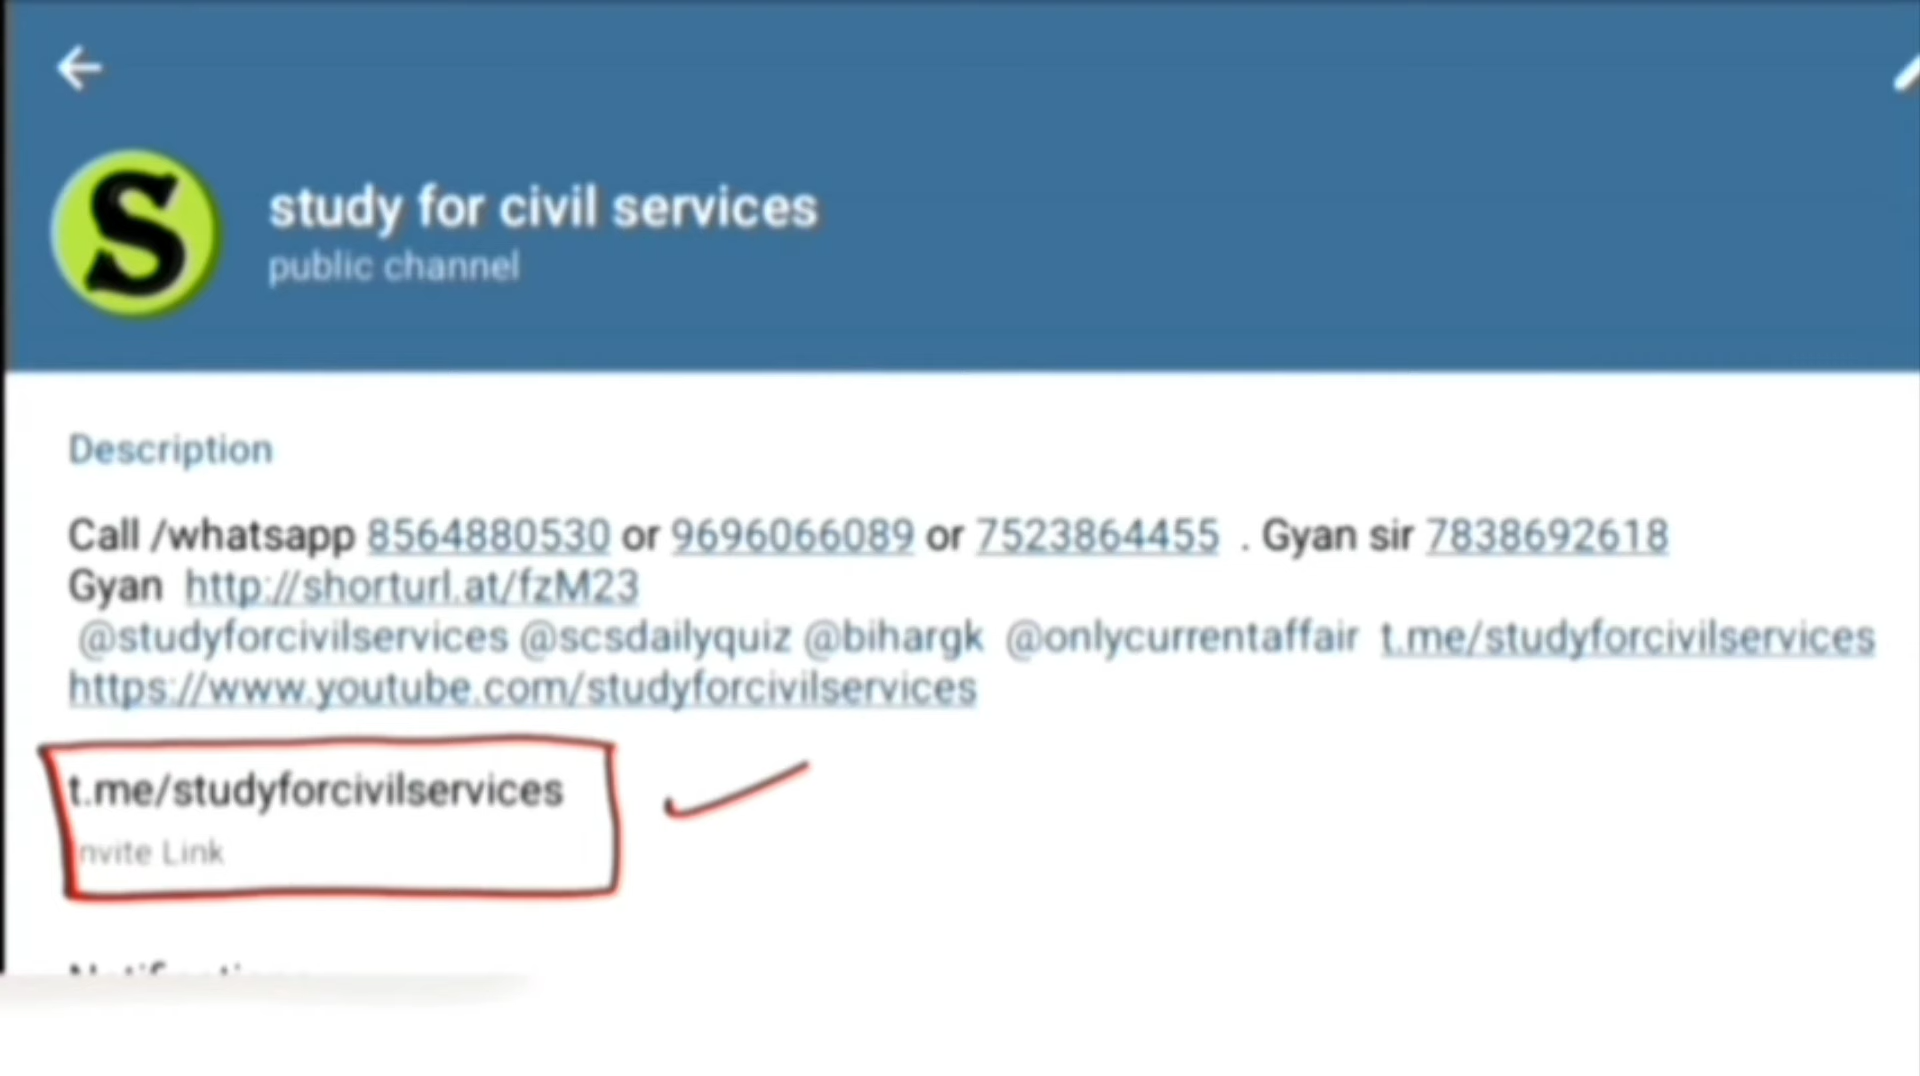 S
study for civil services
public channel
Description
Call /whatsapp 8564880530 or 9696066089 or 7523864455 . Gyan sir 7838692618
Gyan http://shorturl.at/fzM23
@studyforcivilservices @scsdailyquiz @bihargk @onlycurrentaffair t.me/studyforcivilservices
https://www.youtube.com/studyforcivilservices
t.me/studyforcivilservices
nvite Link